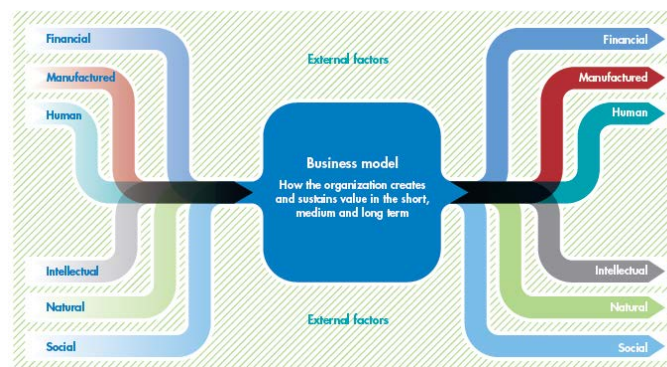 Financial
Manufactured
Human
Intellectual
Natural
Social
External factors
Business model
How the organization creates
and sustains value in the short,
medium and long term
External factors
Financial
Manufactured
Human
Intellectual
Natural
Social